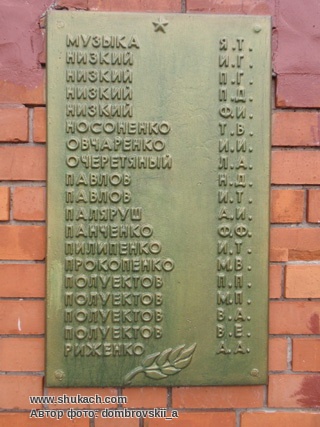 МУЗЫКА Я.Т.
НИЗКИЙ И.Г.
НИЗКИЙ П.Г.
НИЗКИЙ П.Д.
НИЗКИЙ Ф.И.
НОСОНЕНКО Т.В.
ОВЧАРЕНКО И.И.
ОЧЕРЕТЯНЫЙ Л.А.
ПАВЛОВ Н.Д.
ПАВЛОВ И.Т.
ПАЛЯРУШ А.И.
ПАНЧЕНКО Ф.Ф.
ПИЛИПЕНКО И.Т.
ПРОКОПЕНКО М.В.
ПОЛУЕКТОВ П.П.
ПОЛУЕКТОВ М.П.
ПОЛУЕКТОВ В.А.
ПОЛУЕКТОВ В.Е.
РИЖЕНКО А.А.
www.shukach.com
Автор фото: dombrovskii_a